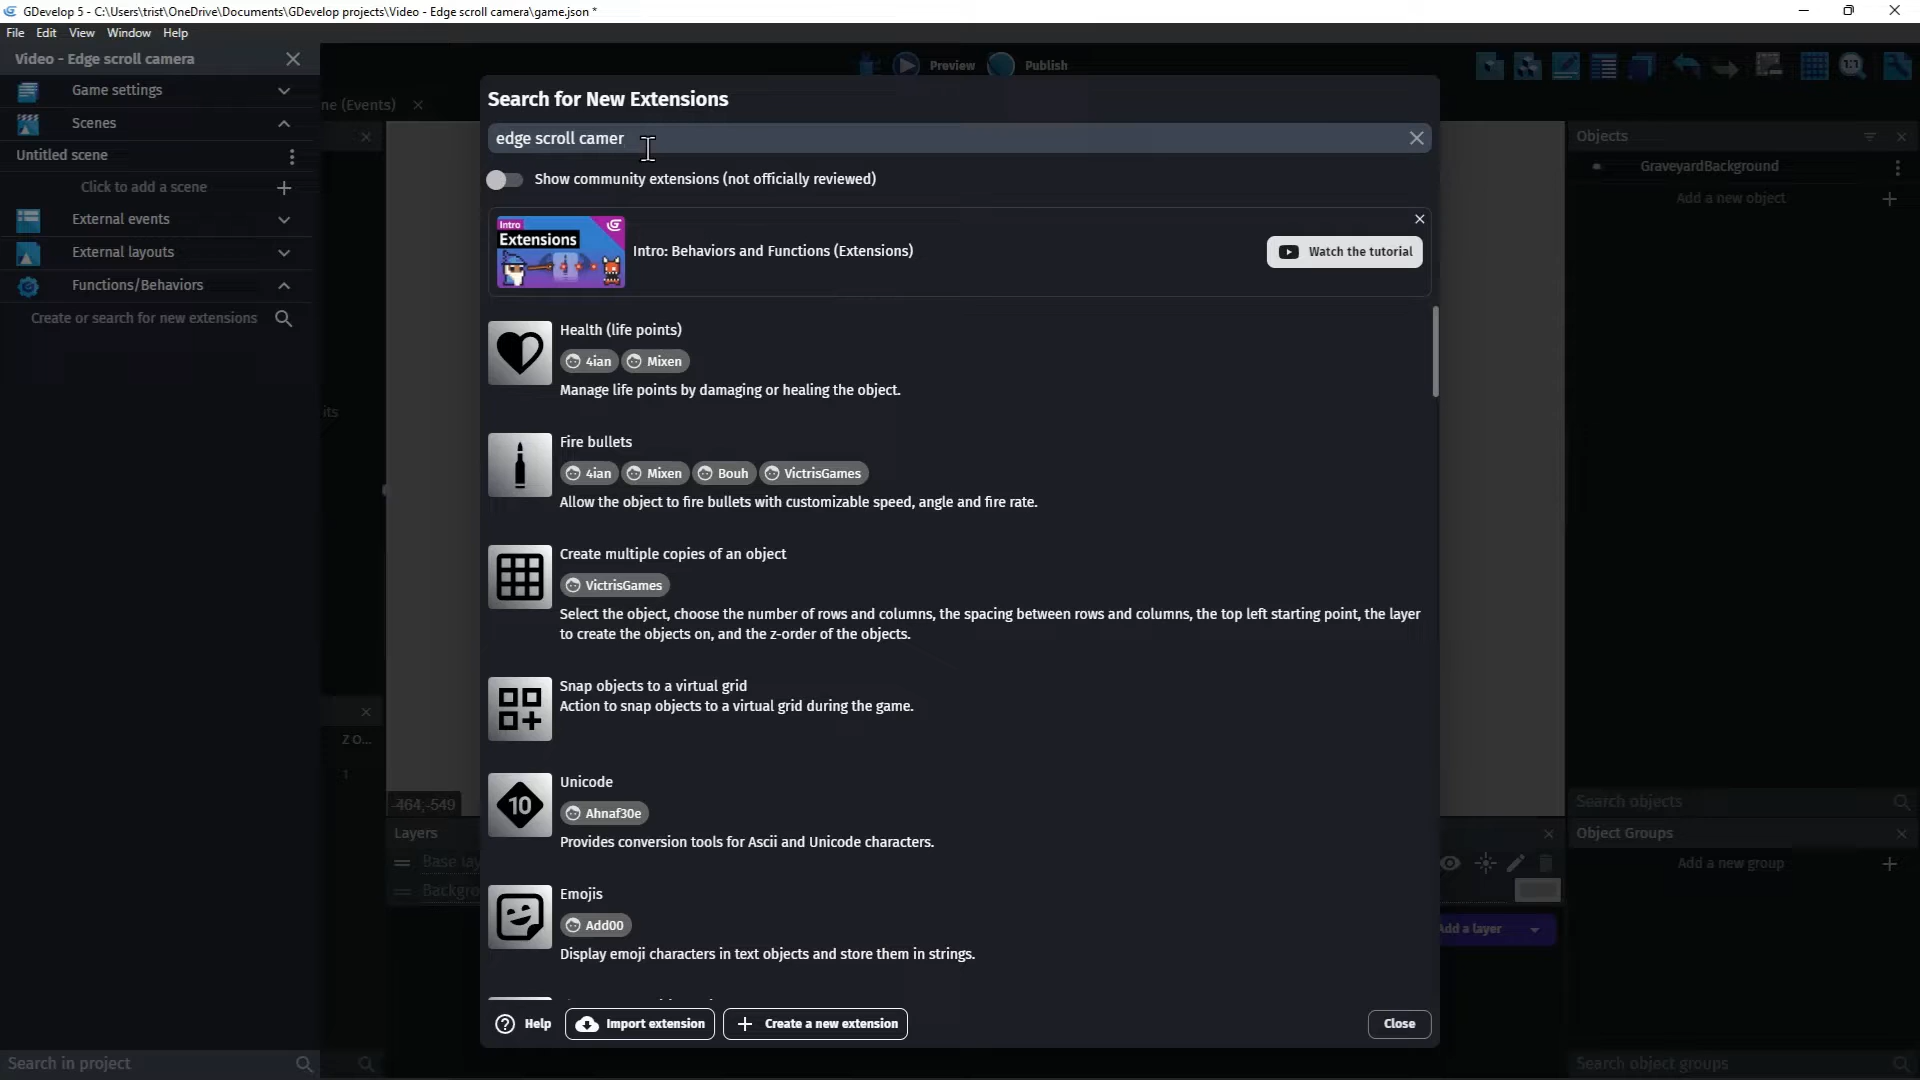 GDevelop 5 - C:\Users\trist\OneDrive\Documents\GDevelop projects\Video - Edge scroll camera\game.json *
File Edit View Window Help
Video - Edge scroll camera
Preview Publish
1:1
Game settings
Search for New Extensions
ne (Events)
Scenes
edge scroll camer
Objects
Untitled scene
GraveyardBackground
Show community extensions (not officially reviewed)
Click to add a scene
Add a new object
External events
Intro
Extensions
Intro: Behaviors and Functions (Extensions)
Watch the tutorial
External layouts
Functions/Behaviors
Create or search for new extensions
Health (life points)
4ian Mixen
Manage life points by damaging or healing the object.
its
Fire bullets
4ian Mixen Bouh VictrisGames
Allow the object to fire bullets with customizable speed, angle and fire rate.
Create multiple copies of an object
VictrisGames
Select the object, choose the number of rows and columns, the spacing between rows and columns, the top left starting point, the layer
to create the objects on, and the z-order of the objects.
Snap objects to a virtual grid
Action to snap objects to a virtual grid during the game.
Z O...
1
Unicode
10
Ahnaf30e
Provides conversion tools for Ascii and Unicode characters.
-464;-549
Search objects
Layers
Object Groups
Base lay
Add a new group
Backgro
Emojis
Add00
Display emoji characters in text objects and store them in strings.
Add a layer
Help Import extension Create a new extension Close
Search in project
Search object groups